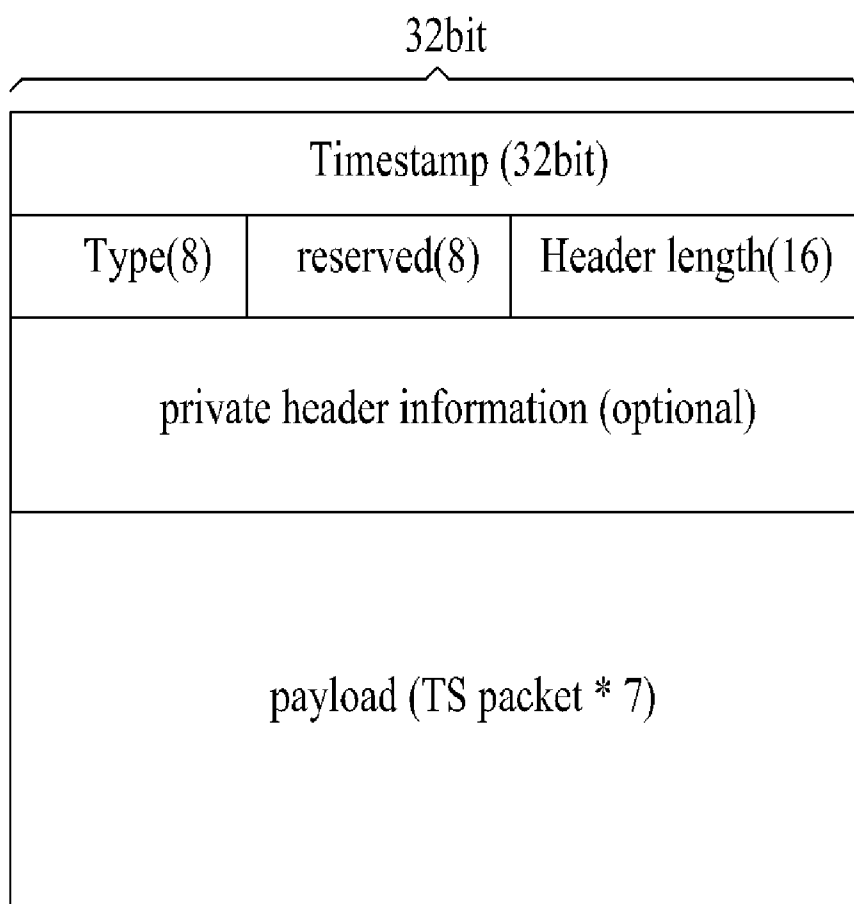 32bit
Timestamp (32bit)
Type(8) reserved(8) Header length(16)
private header information (optional)
payload (TS packet * 7)